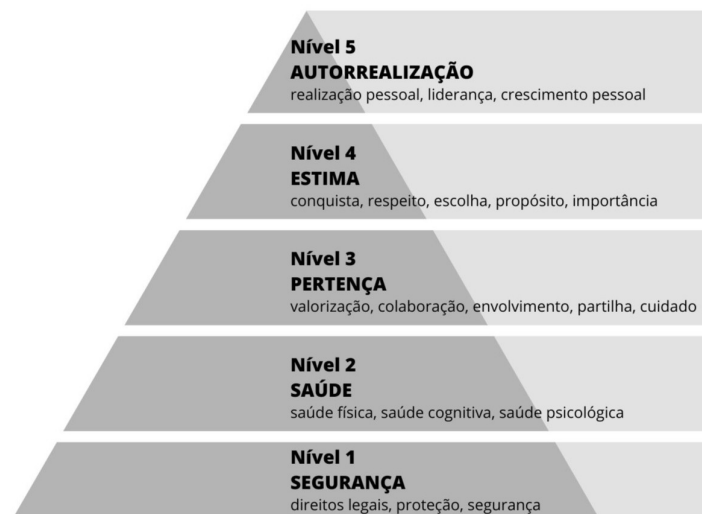 Nível 5
AUTORREALIZAÇÃO
realização pessoal, liderança, crescimento pessoal
Nível 4
ESTIMA
conquista, respeito, escolha, propósito, importância
Nível 3
PERTENÇA
valorização, colaboração, envolvimento, partilha, cuidado
Nível 2
SAÚDE
saúde física, saúde cognitiva, saúde psicológica
Nível 1
SEGURANÇA
direitos legais, proteção, segurança